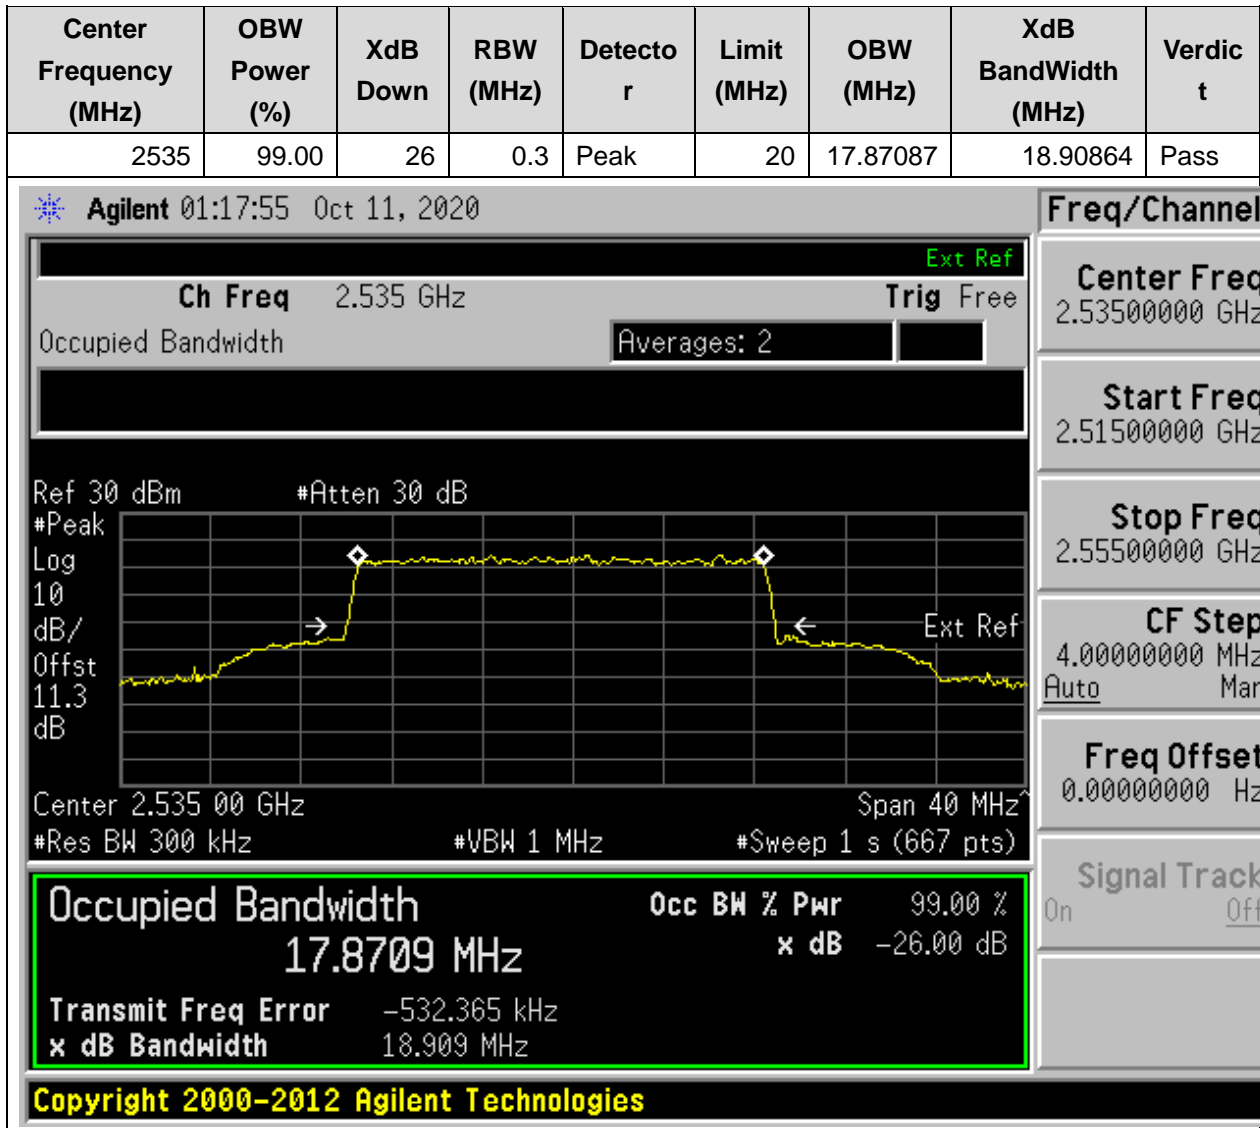 Center Frequency (MHz) OBW Power (%) XdB Down RBW (MHz) Detector Limit (MHz) OBW (MHz) XdB BandWidth (MHz) Verdict
2535 99.00 26 0.3 Peak 20 17.87087 18.90864 Pass
Agilent 01:17:55 Oct 11, 2020
Freq/Channel
Ext Ref
Ch Freq 2.535 GHz Trig Free
Occupied Bandwidth Averages: 2
Center Freq
2.53500000 GHz
Start Freq
2.51500000 GHz
Stop Freq
2.55500000 GHz
CF Step
4.00000000 MHz
Auto Man
Freq Offset
0.00000000 Hz
Signal Track
On Off
Ref 30 dBm #Atten 30 dB
#Peak
Log
10
dB/
Offst
11.3
dB
Ext Ref
Center 2.535 00 GHz Span 40 MHz^
#Res BW 300 kHz #VBW 1 MHz #Sweep 1 s (667 pts)
Occupied Bandwidth Occ BW % Pwr 99.00 %
17.8709 MHz x dB -26.00 dB
Transmit Freq Error -532.365 kHz
x dB Bandwidth 18.909 MHz
Copyright 2000-2012 Agilent Technologies